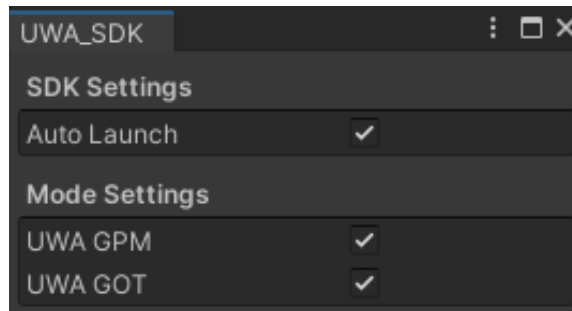 UWA_SDK
SDK Settings
Auto Launch
Mode Settings
UWA GPM
UWA GOT